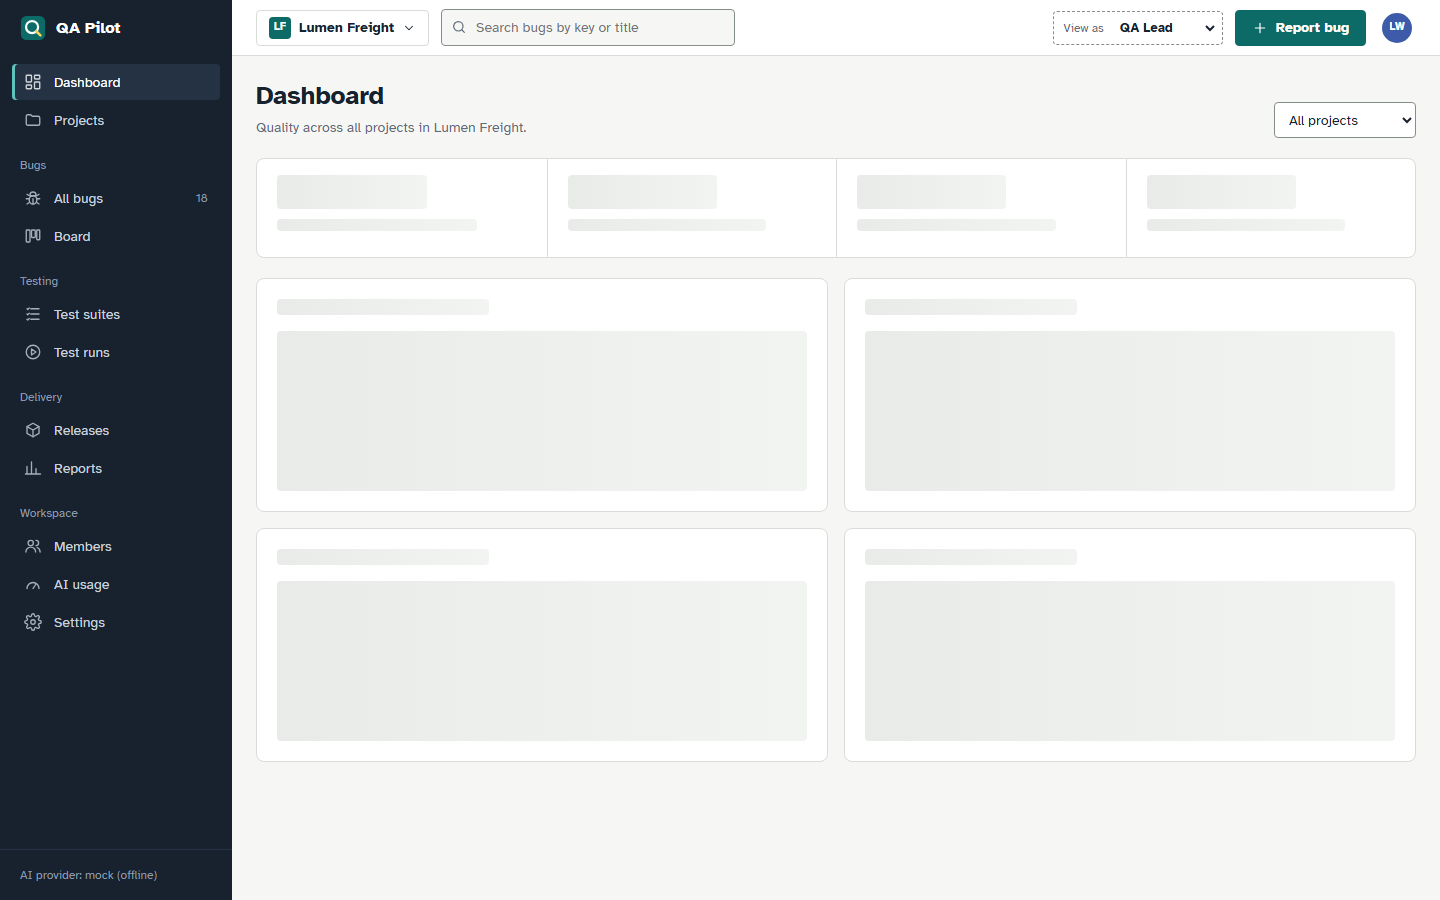 QA Pilot
Dashboard
Projects
Bugs
All bugs 18
Board
Testing
Test suites
Test runs
Delivery
Releases
Reports
Workspace
Members
AI usage
Settings
AI provider: mock (offline)
LF Lumen Freight
Search bugs by key or title
View as QA Lead
Report bug
LW
Dashboard
Quality across all projects in Lumen Freight.
All projects